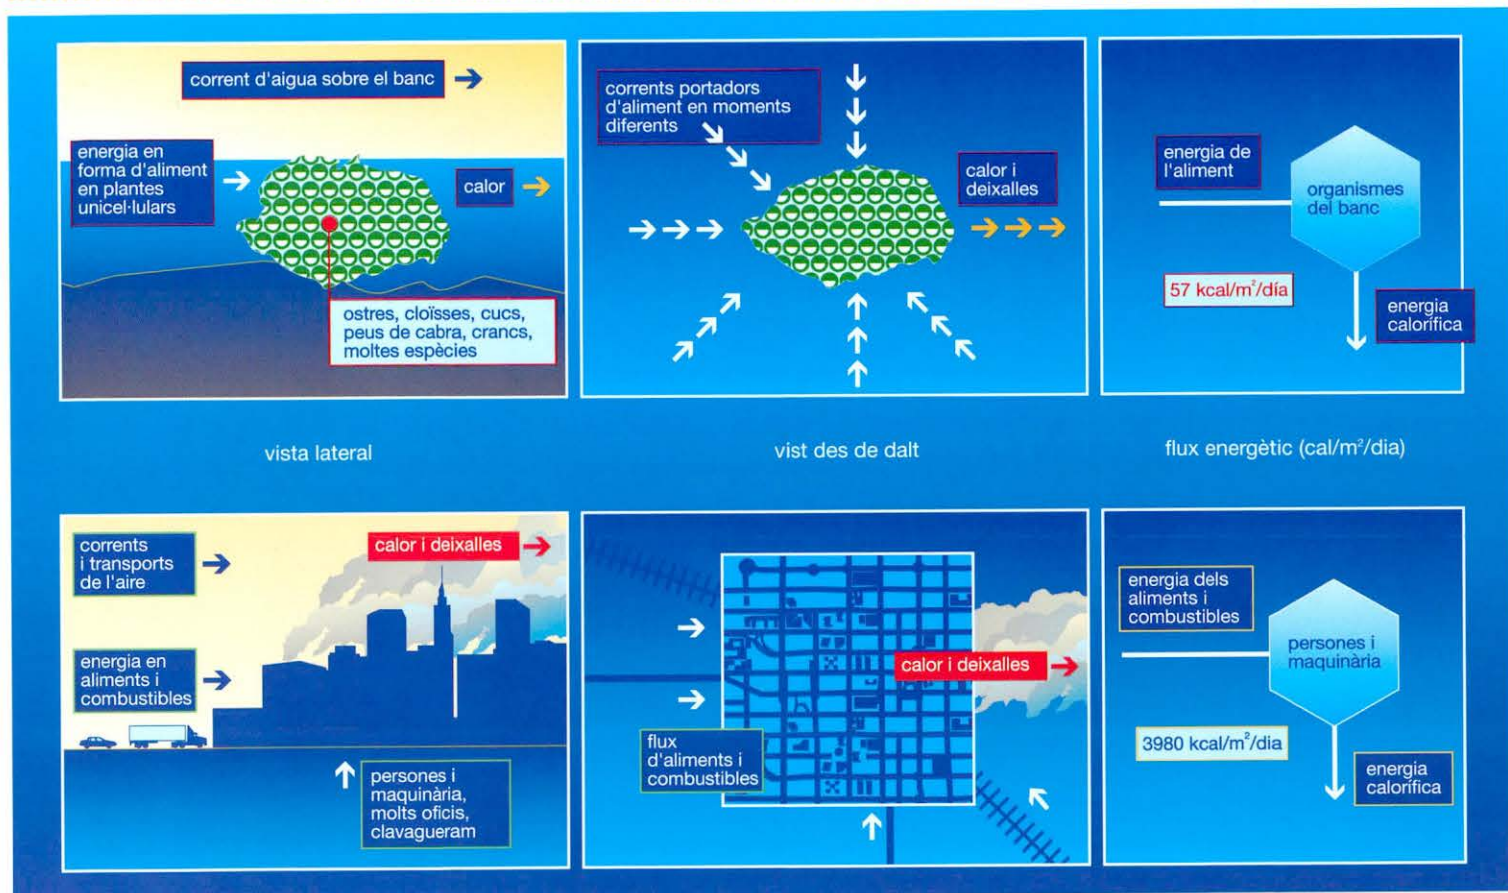 corrent d'aigua sobre el banc
energia en
forma d'aliment
en plantes
unicel·lulars
calor
ostres, cloïsses, cucs,
peus de cabra, crancs,
moltes espècies
corrents portadors
d'aliment en moments
diferents
calor i
deixalles
energia de
l'aliment
organismes
del banc
57 kcal/m²/día
energia
calorífica
vista lateral
vist des de dalt
flux energètic (cal/m²/dia)
corrents
i transports
de l'aire
calor i deixalles
energia en
aliments i
combustibles
persones i
maquinària,
molts oficis,
clavagueram
calor i deixalles
flux
d'aliments i
combustibles
energia dels
aliments i
combustibles
persones i
maquinària
3980 kcal/m²/dia
energia
calorífica